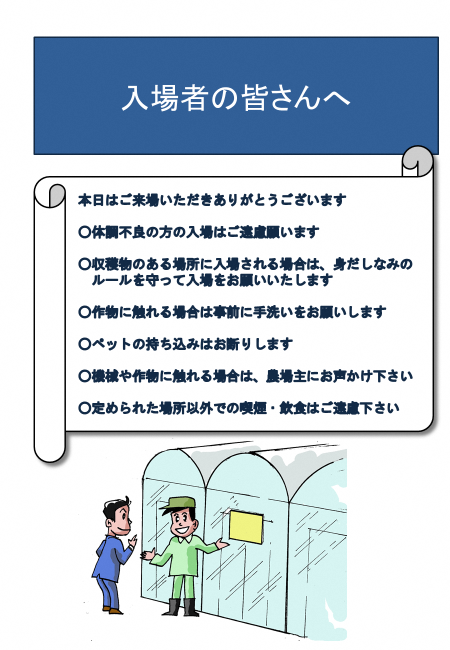 入場者の皆さんへ
本日はご来場いただきありがとうございます
○体調不良の方の入場はご遠慮願います
○収穫物のある場所に入場される場合は、身だしなみの
ルールを守って入場をお願いいたします
○作物に触れる場合は事前に手洗いをお願いします
○ペットの持ち込みはお断りします
○機械や作物に触れる場合は、農場主にお声かけ下さい
○定められた場所以外での喫煙・飲食はご遠慮下さい